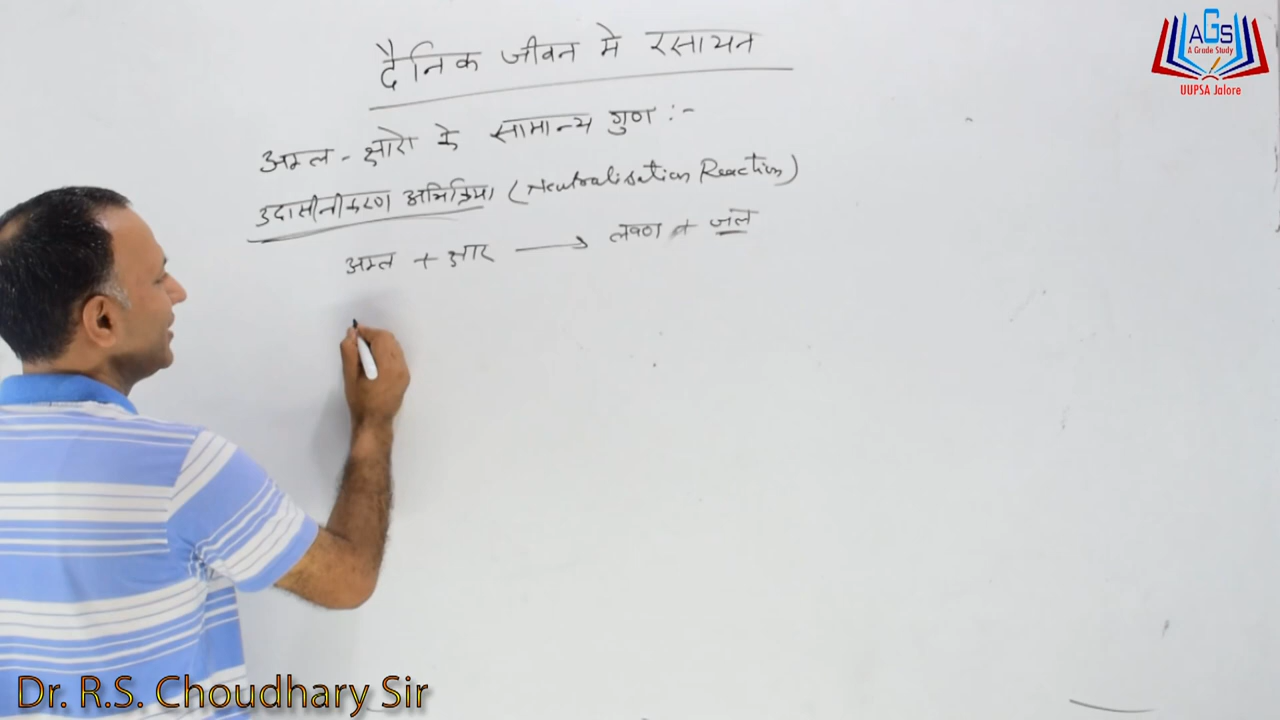 दैनिक जीवन मे रसायन
अम्ल - क्षारो के सामान्य गुण :-
उदासीनीकरण अभिक्रिया (Neutralisation Reaction)
अम्ल + क्षार → लवण + जल
AGS
A Grade Study
UUPSA Jalore
Dr. R.S. Choudhary Sir